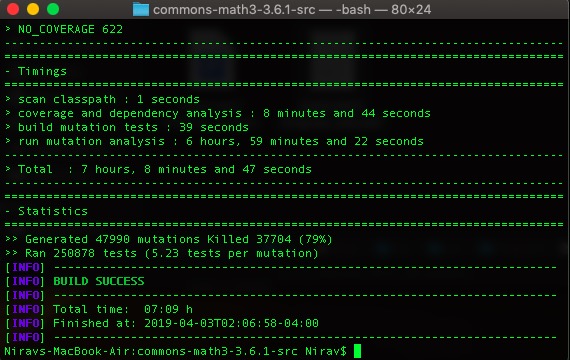 commons-math3-3.6.1-src — -bash — 80×24
> NO_COVERAGE 622
--------------------------------------------------------------------------------
================================================================================
- Timings
================================================================================
> scan classpath : 1 seconds
> coverage and dependency analysis : 8 minutes and 44 seconds
> build mutation tests : 39 seconds
> run mutation analysis : 6 hours, 59 minutes and 22 seconds
--------------------------------------------------------------------------------
> Total  : 7 hours, 8 minutes and 47 seconds
--------------------------------------------------------------------------------
================================================================================
- Statistics
================================================================================
>> Generated 47990 mutations Killed 37704 (79%)
>> Ran 250878 tests (5.23 tests per mutation)
[INFO] ------------------------------------------------------------------------
[INFO] BUILD SUCCESS
[INFO] ------------------------------------------------------------------------
[INFO] Total time:  07:09 h
[INFO] Finished at: 2019-04-03T02:06:58-04:00
[INFO] ------------------------------------------------------------------------
Niravs-MacBook-Air:commons-math3-3.6.1-src Nirav$